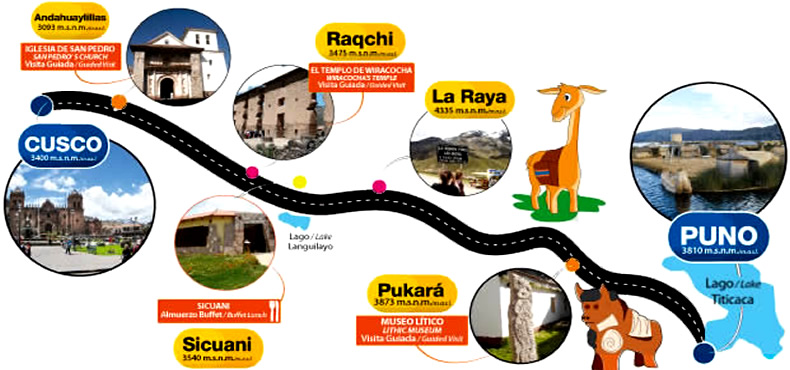 Andahuaylillas
3093 m.s.n.m.(m.a.s.l.)
IGLESIA DE SAN PEDRO
SAN PEDRO'S CHURCH
Visita Guiada / Guided Visit
CUSCO
3400 m.s.n.m.(m.a.s.l.)
Raqchi
3475 m.s.n.m.(m.a.s.l.)
EL TEMPLO DE WIRACOCHA
WIRACOCHA'S TEMPLE
Visita Guiada / Guided Visit
La Raya
4335 m.s.n.m.(m.a.s.l.)
Lago / Lake
Languilayo
SICUANI
Almuerzo Buffet / Buffet Lunch
Sicuani
3540 m.s.n.m.(m.a.s.l.)
Pukará
3873 m.s.n.m.(m.a.s.l.)
MUSEO LÍTICO
LITHIC MUSEUM
Visita Guiada / Guided Visit
PUNO
3810 m.s.n.m.(m.a.s.l.)
Lago / Lake
Titicaca